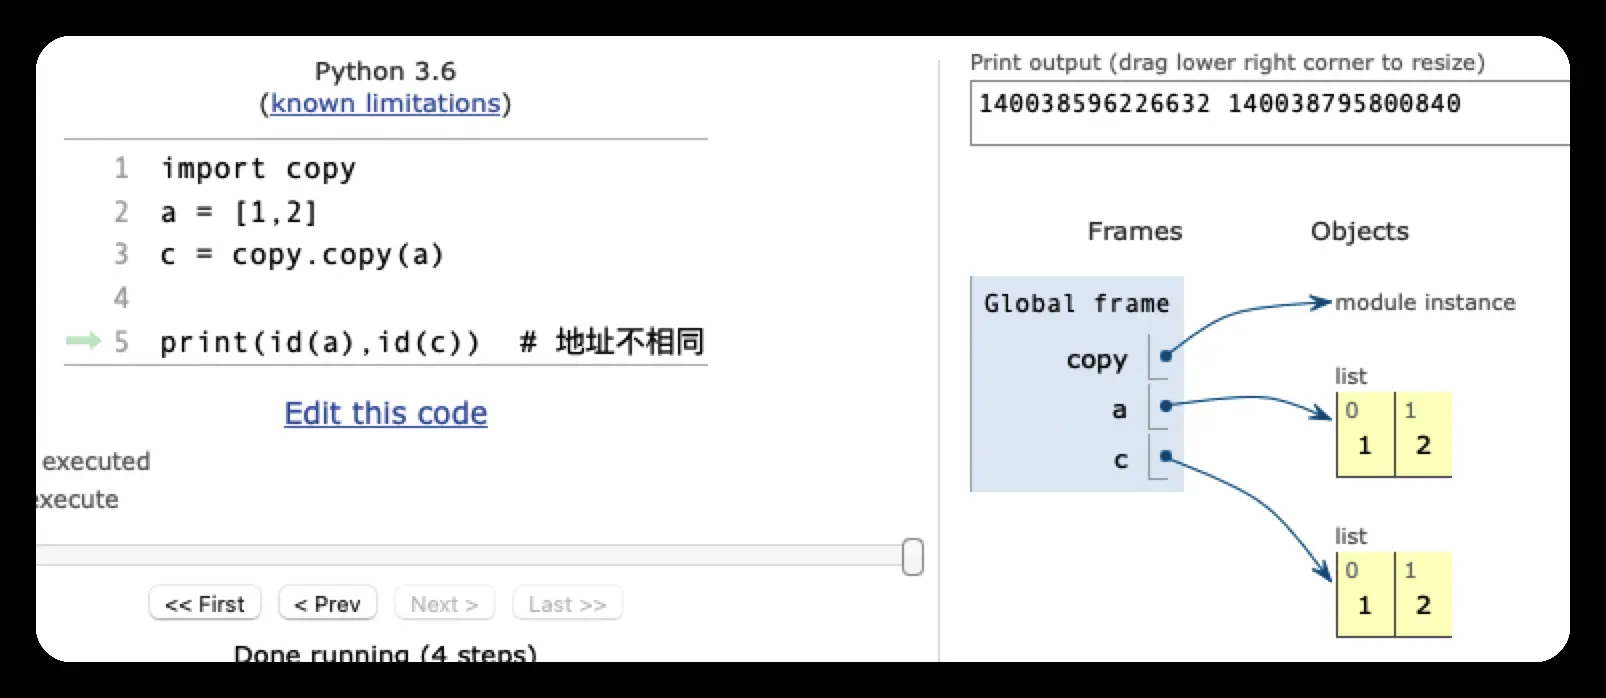 Python 3.6
(known limitations)
1 import copy
2 a = [1,2]
3 c = copy.copy(a)
4
5 print(id(a),id(c)) # 地址不相同
Edit this code
executed
execute
<< First < Prev Next > Last >>
Done running (4 steps)
Print output (drag lower right corner to resize)
140038596226632 140038795800840
Frames Objects
Global frame
copy
a
c
module instance
list
0 1
1 2
list
0 1
1 2